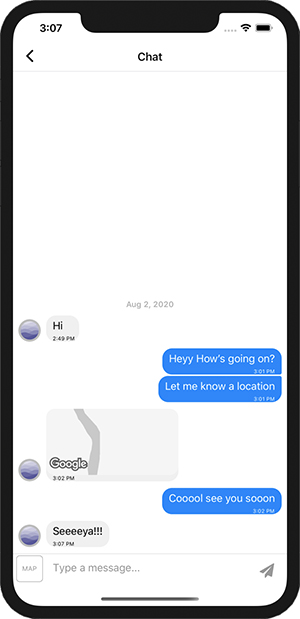 3:07
Chat
Aug 2, 2020
Hi
2:49 PM
Heyy How's going on?
3:01 PM
Let me know a location
3:01 PM
Google
3:02 PM
Cooool see you sooon
3:02 PM
Seeeeya!!!
3:07 PM
MAP
Type a message...